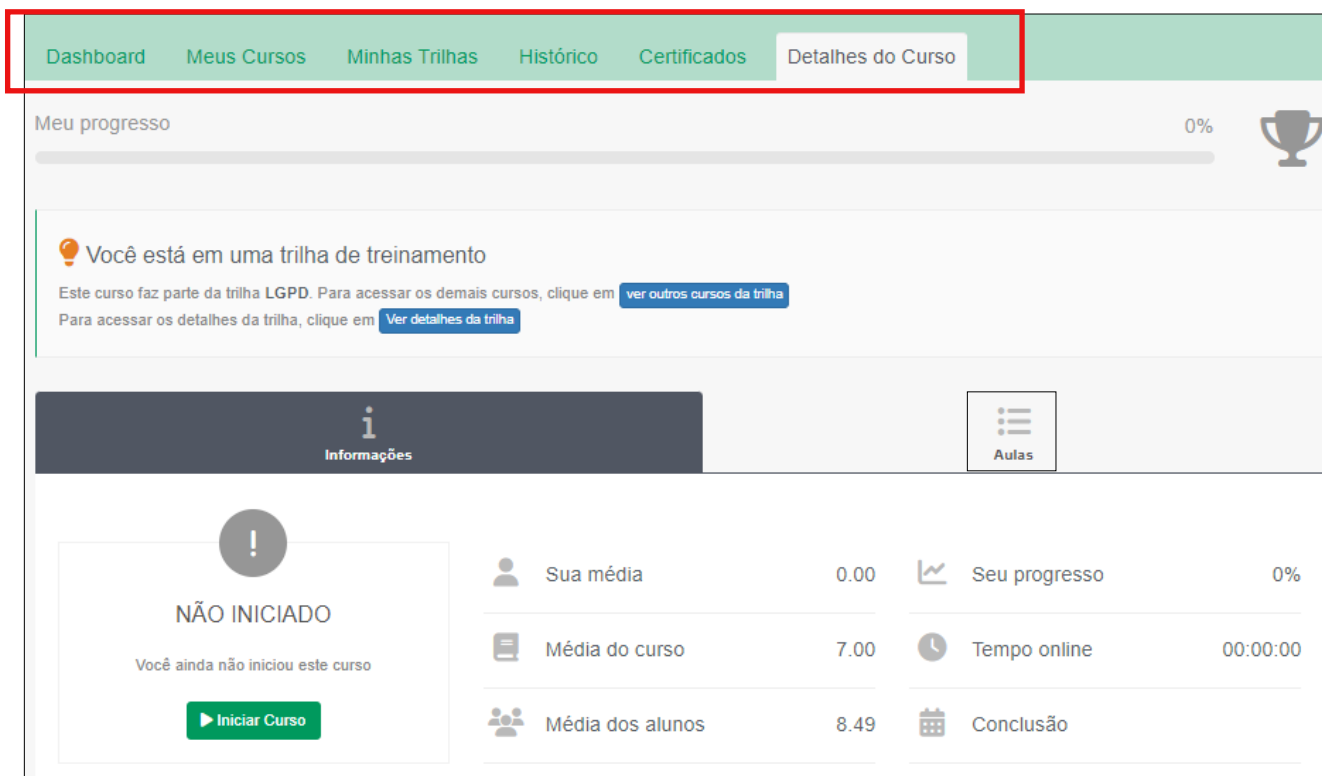 Dashboard Meus Cursos Minhas Trilhas Histórico Certificados Detalhes do Curso
Meu progresso 0%
Você está em uma trilha de treinamento
Este curso faz parte da trilha LGPD. Para acessar os demais cursos, clique em ver outros cursos da trilha
Para acessar os detalhes da trilha, clique em Ver detalhes da trilha
Informações Aulas
NÃO INICIADO
Você ainda não iniciou este curso
Iniciar Curso
Sua média 0.00
Média do curso 7.00
Média dos alunos 8.49
Seu progresso 0%
Tempo online 00:00:00
Conclusão